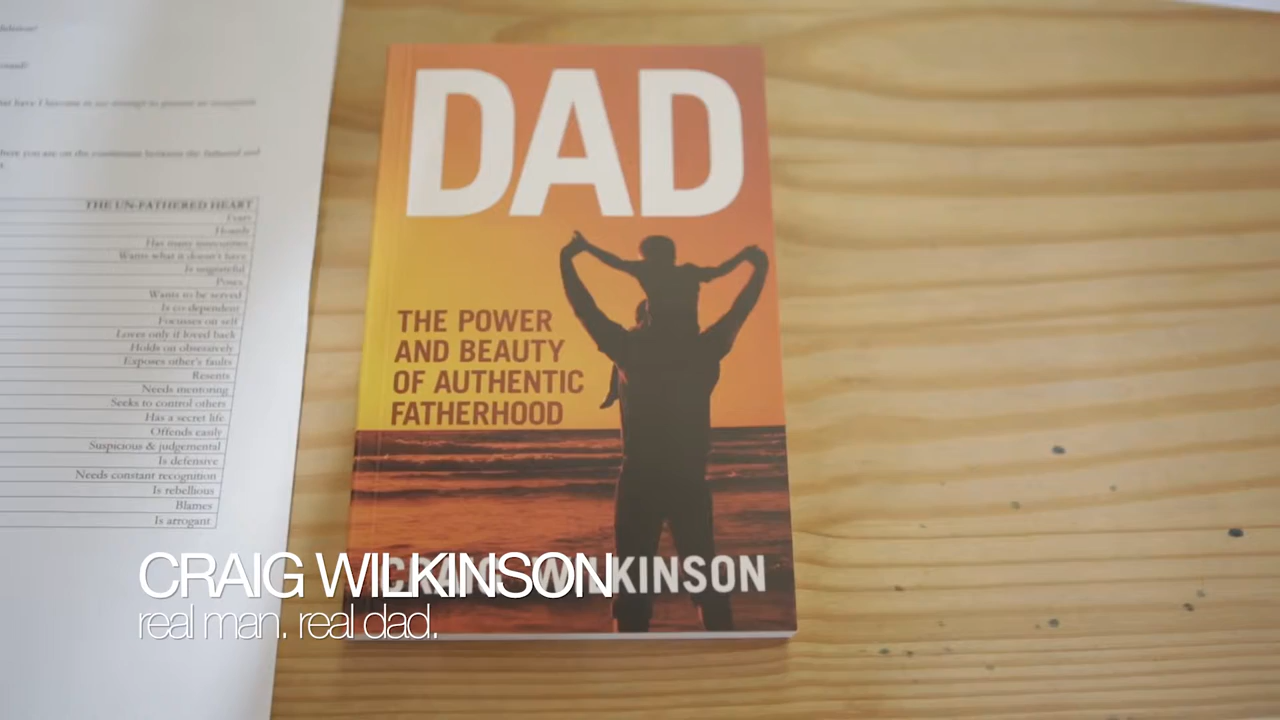 THE UN-FATHERED HEART
Fears
Hoards
Has many insecurities
Wants what it doesn't have
Is ungrateful
Poses
Wants to be served
Is co-dependent
Focusses on self
Loves only if loved back
Holds on obsessively
Exposes other's faults
Resents
Needs mentoring
Seeks to control others
Has a secret life
Offends easily
Suspicious & judgemental
Is defensive
Needs constant recognition
Is rebellious
Blames
Is arrogant
DAD
THE POWER
AND BEAUTY
OF AUTHENTIC
FATHERHOOD
CRAIG WILKINSON
CRAIG WILKINSON
real man. real dad.